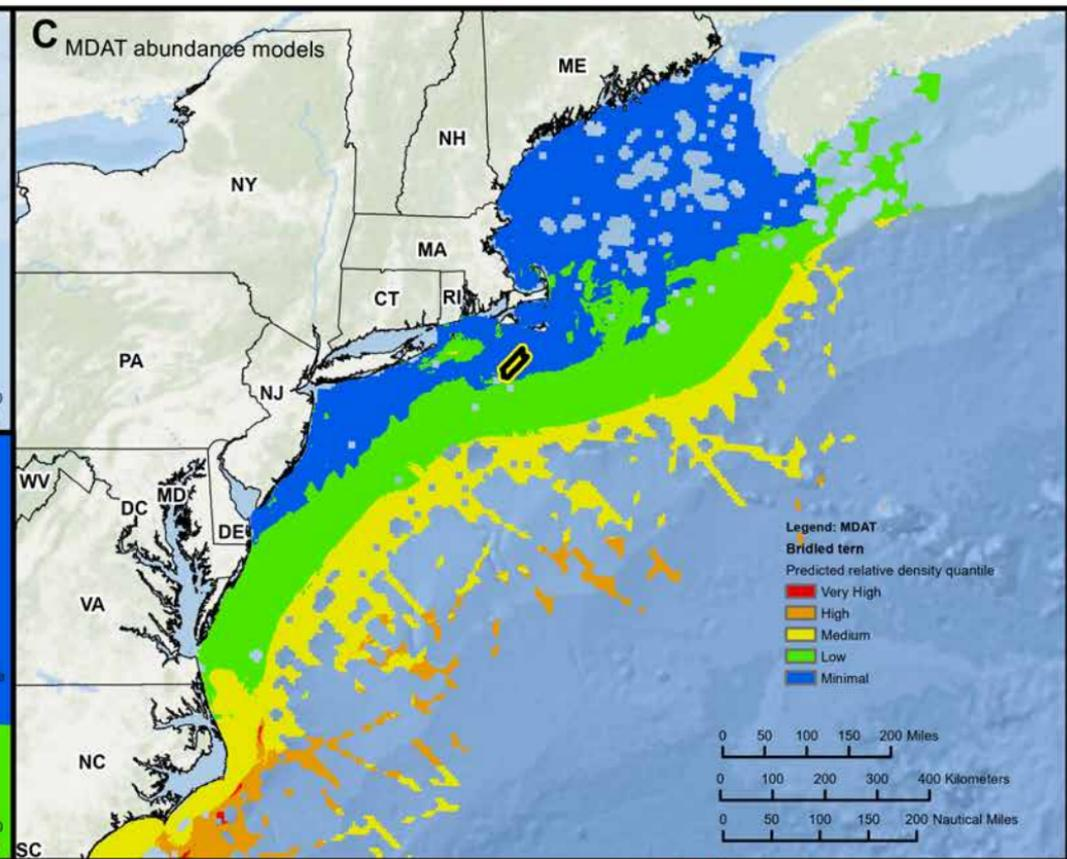 C MDAT abundance models
ME
NH
NY
MA
CT
RI
PA
NJ
WV
MD
DC
DE
VA
NC
SC
Legend: MDAT
Bridled tern
Predicted relative density quantile
Very High
High
Medium
Low
Minimal
0 50 100 150 200 Miles
0 100 200 300 400 Kilometers
0 50 100 150 200 Nautical Miles